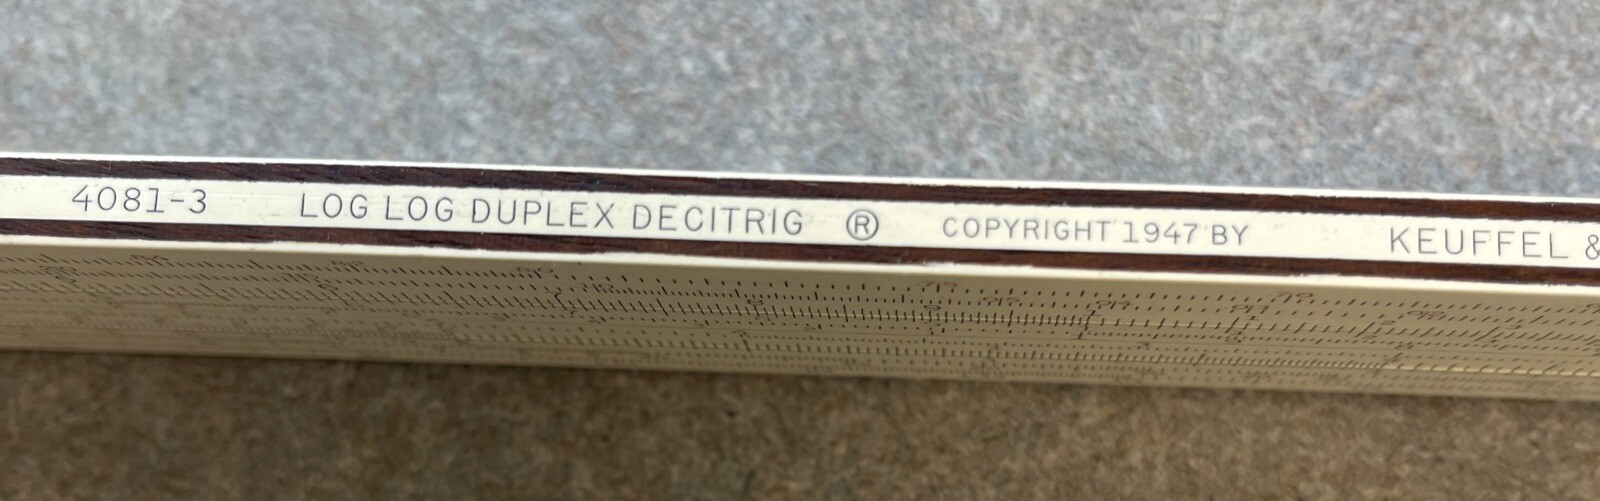 4081-3 LOG LOG DUPLEX DECITRIG ® COPYRIGHT 1947 BY KEUFFEL &